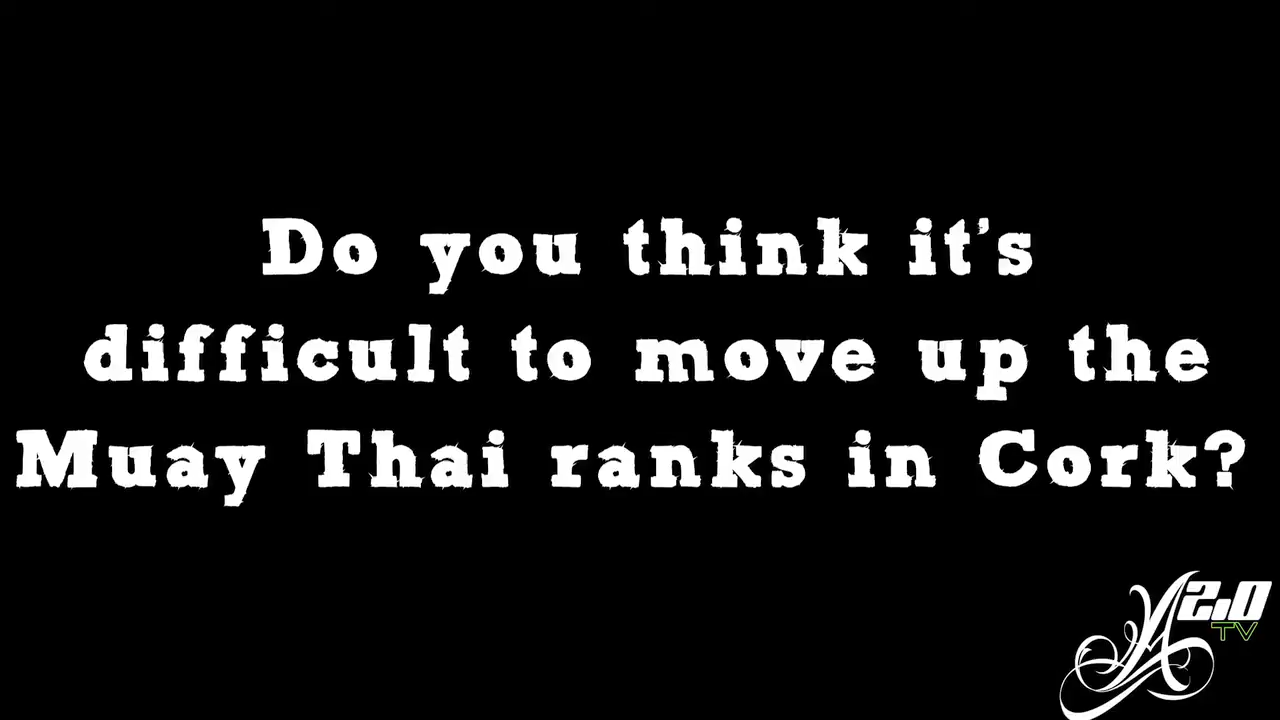 Do you think it's
difficult to move up the
Muay Thai ranks in Cork?
A2.0
TV